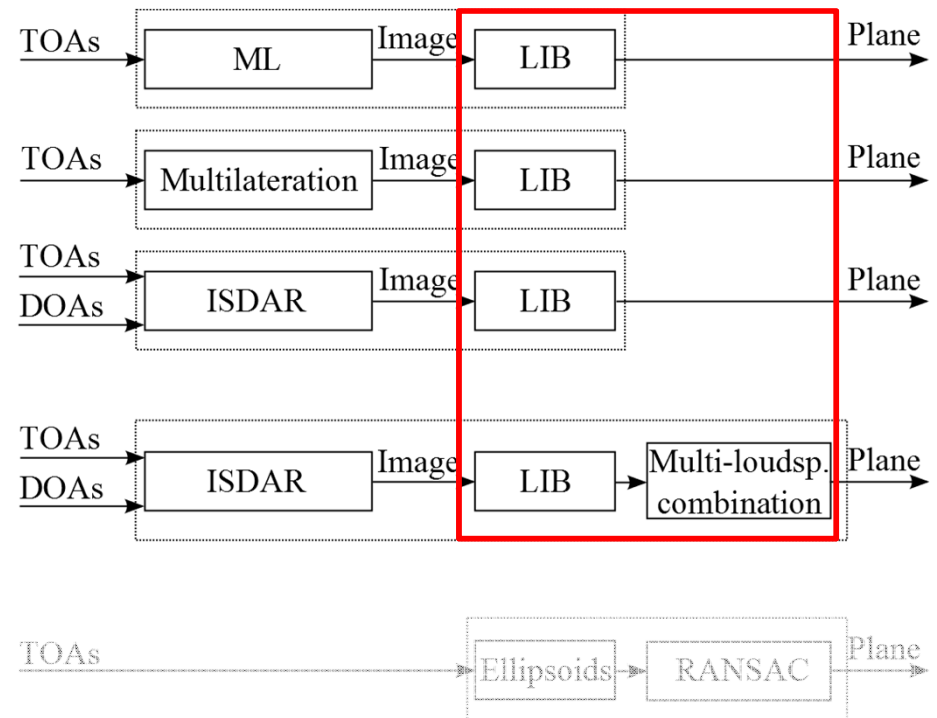 TOAs
ML
Image
LIB
Plane
TOAs
Multilateration
Image
LIB
Plane
TOAs
DOAs
ISDAR
Image
LIB
Plane
TOAs
DOAs
ISDAR
Image
LIB
Multi-loudsp.
combination
Plane
TOAs
Ellipsoids
RANSAC
Plane